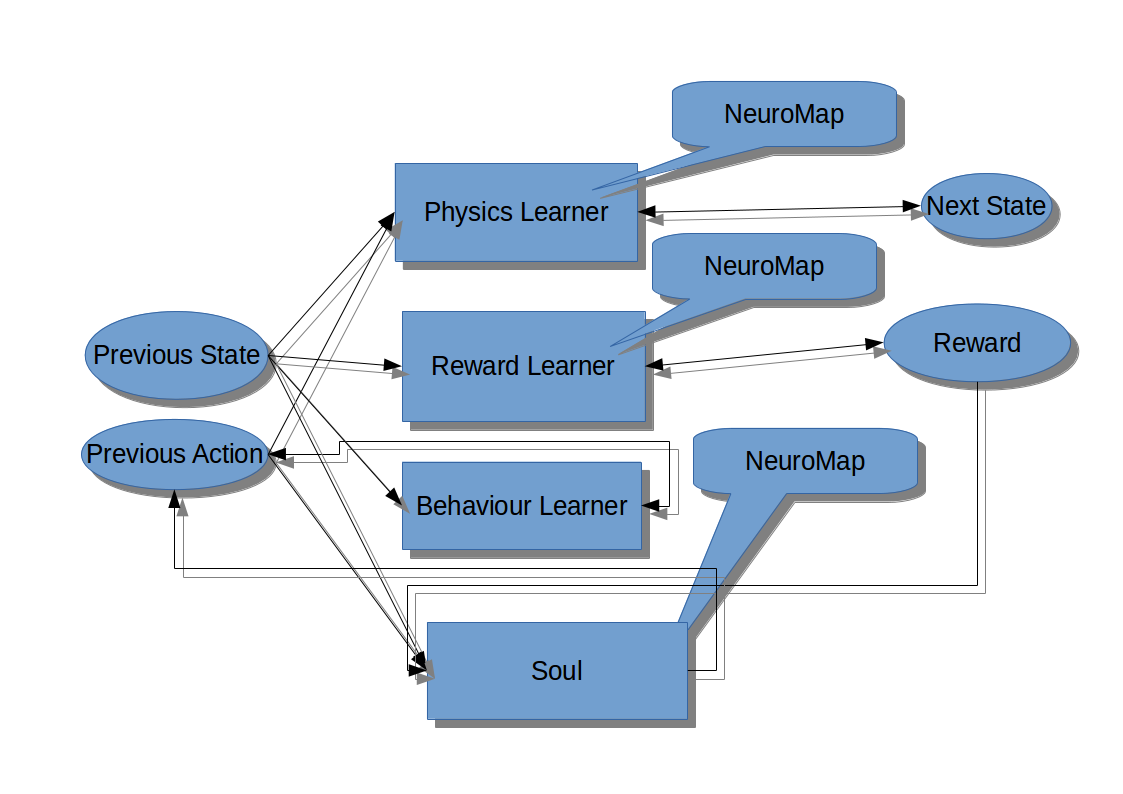 NeuroMap
Physics Learner
Next State
NeuroMap
Previous State
Reward Learner
Reward
Previous Action
NeuroMap
Behaviour Learner
Soul